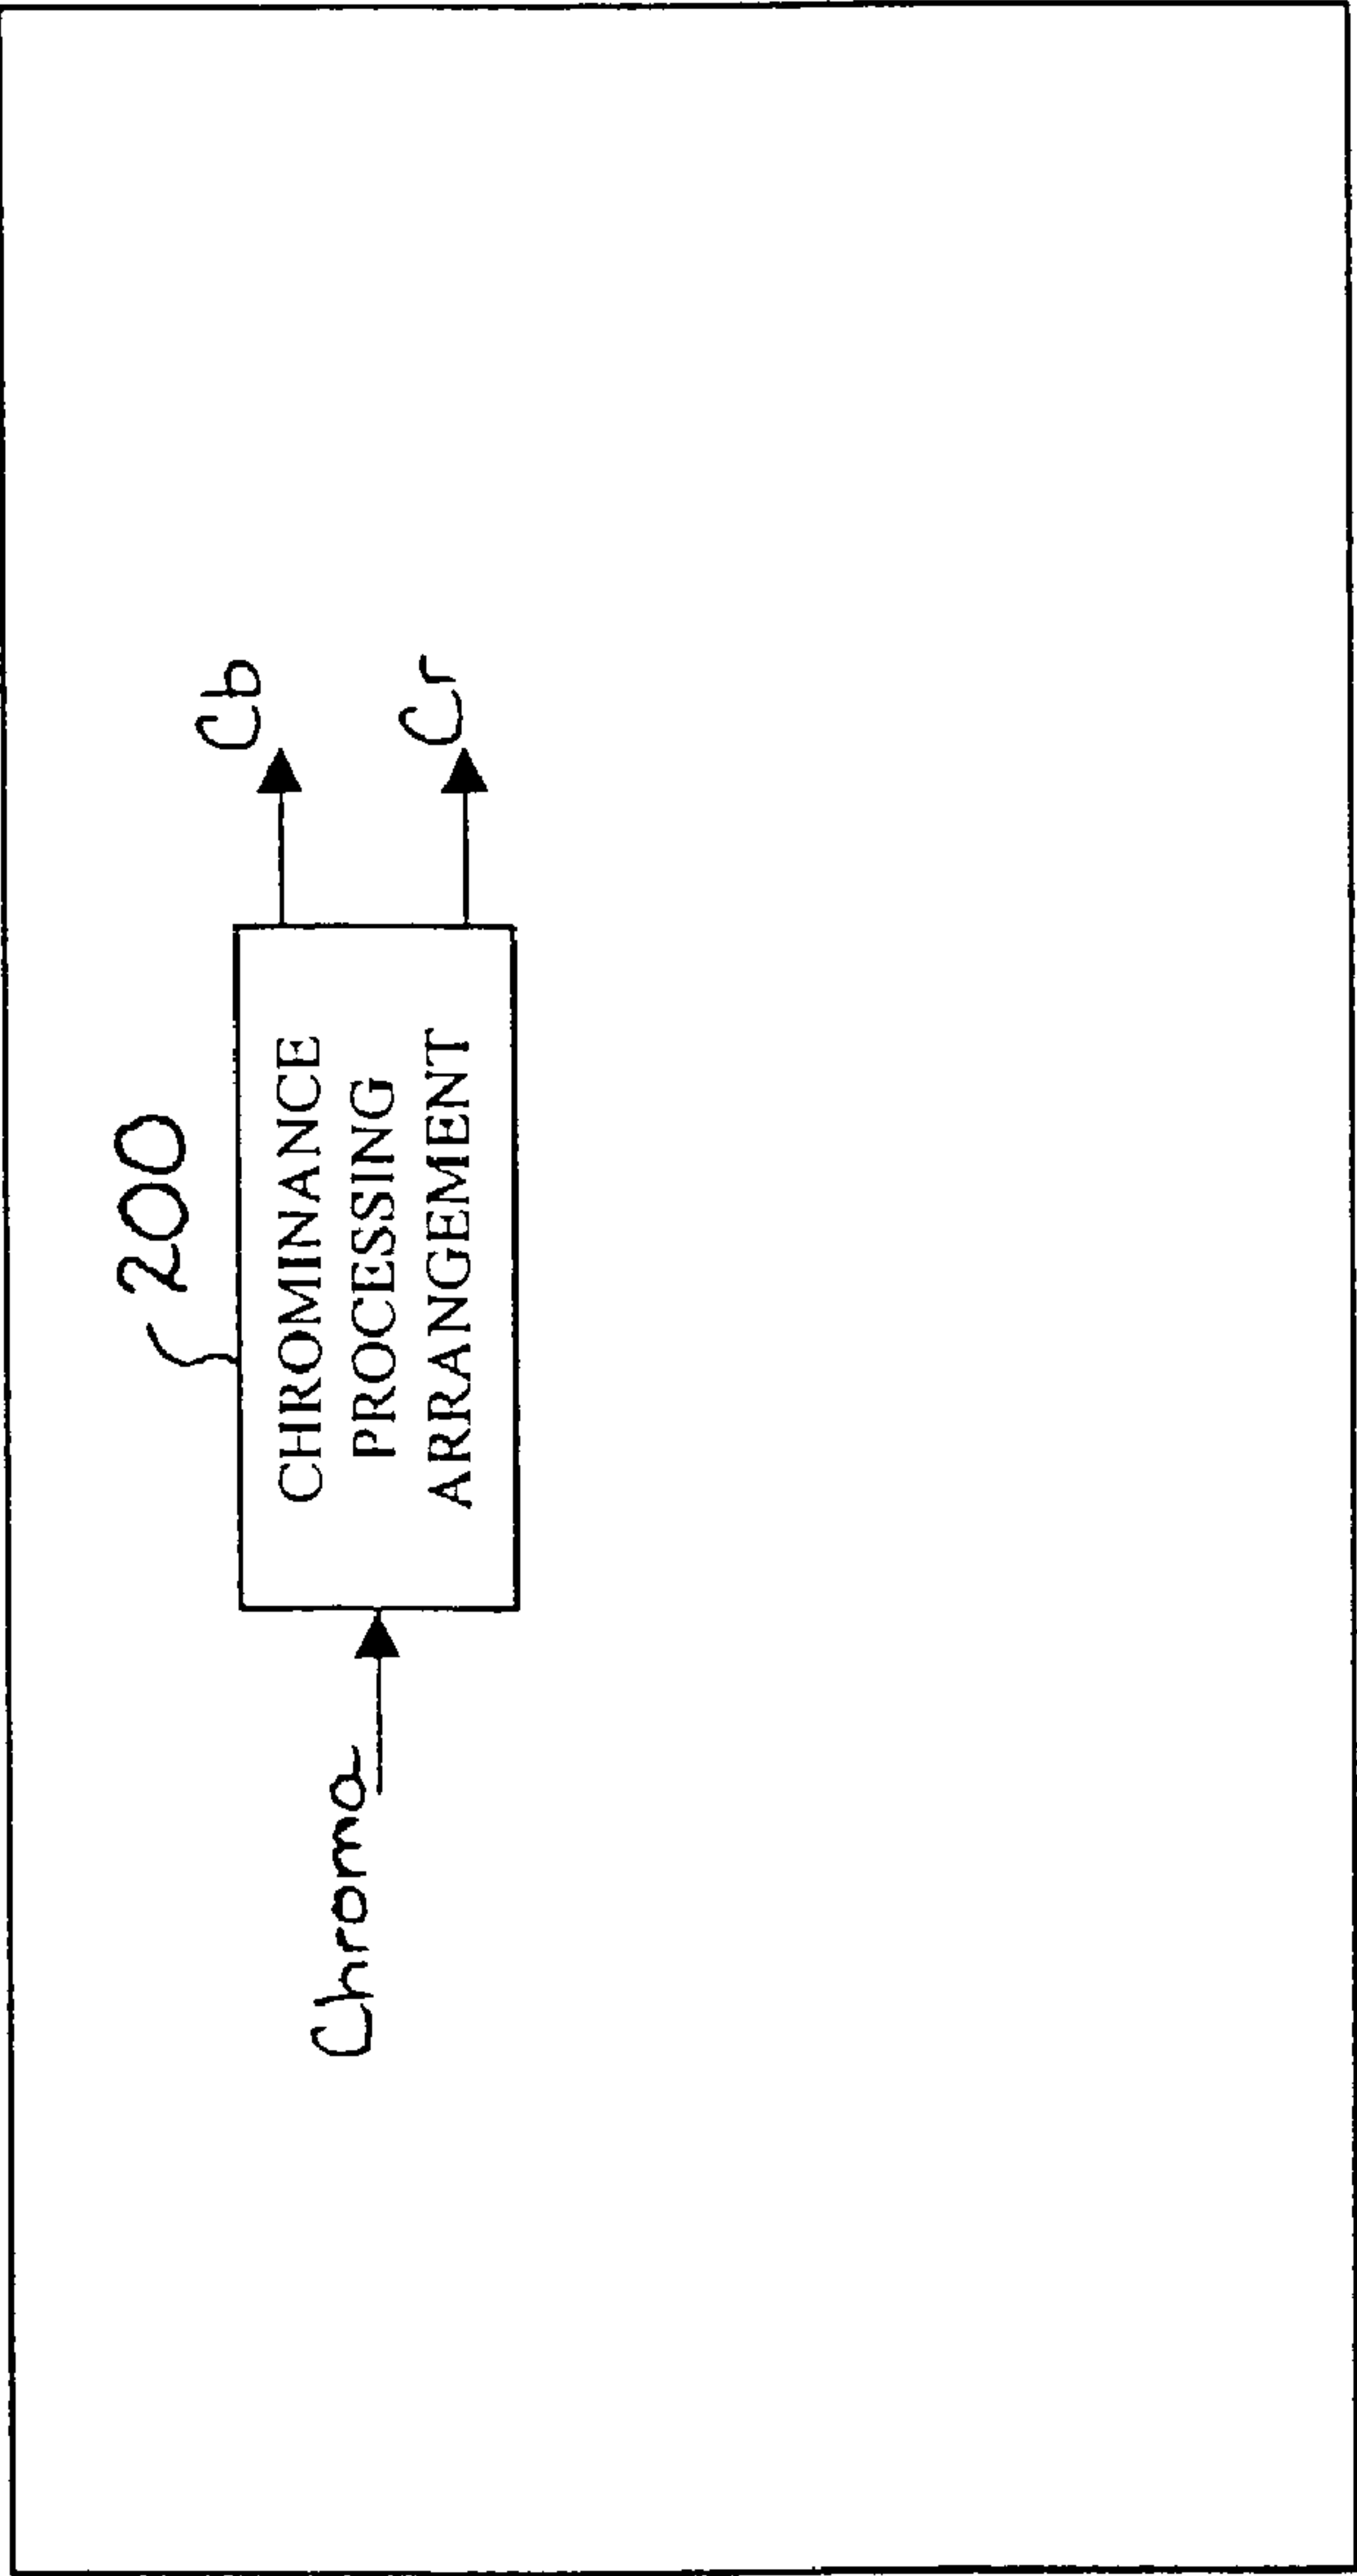 200
Chroma
CHROMINANCE
PROCESSING
ARRANGEMENT
Cb
Cr